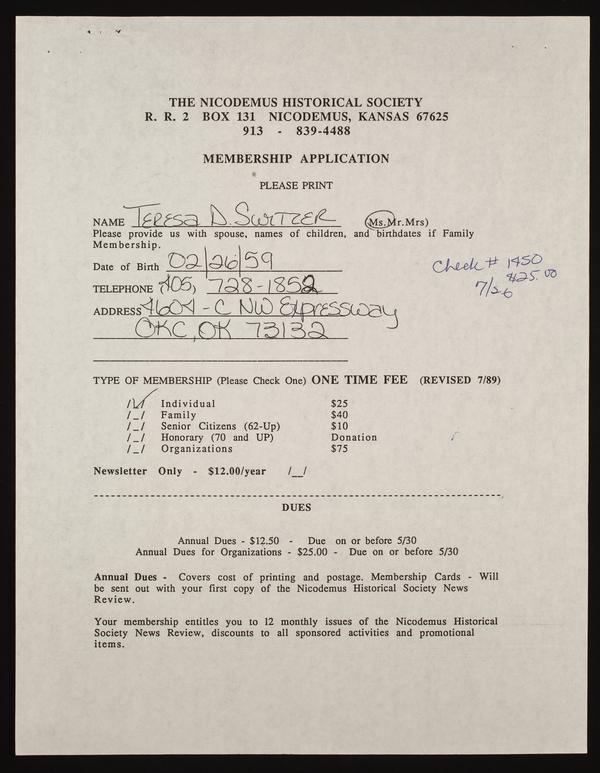 THE NICODEMUS HISTORICAL SOCIETY
R. R. 2 BOX 131 NICODEMUS, KANSAS 67625
913 - 839-4488
MEMBERSHIP APPLICATION
PLEASE PRINT
NAME TERESA D. SWITZER (Ms.Mr.Mrs)
Please provide us with spouse, names of children, and birthdates if Family
Membership.
Date of Birth 02/26/59
Check # 1450
$25.00
7/26
TELEPHONE 405, 728-1852
ADDRESS 4604-C NW Expressway
OKC, OK 73132
TYPE OF MEMBERSHIP (Please Check One) ONE TIME FEE (REVISED 7/89)
/✓/ Individual $25
/_/ Family $40
/_/ Senior Citizens (62-Up) $10
/_/ Honorary (70 and UP) Donation
/_/ Organizations $75
Newsletter Only - $12.00/year /__/
DUES
Annual Dues - $12.50 - Due on or before 5/30
Annual Dues for Organizations - $25.00 - Due on or before 5/30
Annual Dues - Covers cost of printing and postage. Membership Cards - Will
be sent out with your first copy of the Nicodemus Historical Society News
Review.
Your membership entitles you to 12 monthly issues of the Nicodemus Historical
Society News Review, discounts to all sponsored activities and promotional
items.